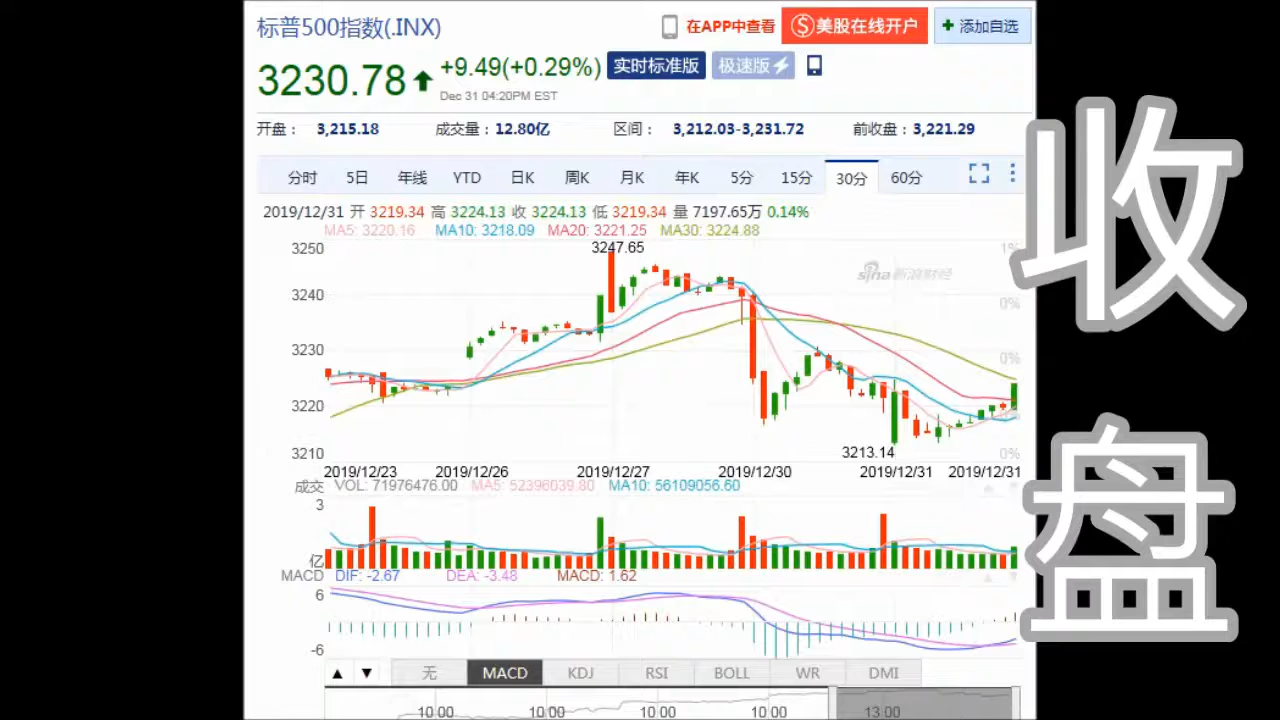 标普500指数(.INX) 在APP中查看 美股在线开户 添加自选
3230.78 +9.49(+0.29%) 实时标准版 极速版
Dec 31 04:20PM EST
开盘： 3,215.18 成交量：12.80亿 区间： 3,212.03-3,231.72 前收盘：3,221.29
分时 5日 年线 YTD 日K 周K 月K 年K 5分 15分 30分 60分
2019/12/31 开 3219.34 高 3224.13 收 3224.13 低 3219.34 量 7197.65万 0.14%
MA5: 3220.16 MA10: 3218.09 MA20: 3221.25 MA30: 3224.88
3250 3247.65 1%
sina 新浪财经
3240 0%
3230 0%
3220
3210 3213.14 0%
2019/12/23 2019/12/26 2019/12/27 2019/12/30 2019/12/31 2019/12/31
成交 VOL: 71976476.00 MA5: 52396039.80 MA10: 56109056.60
3
亿
MACD DIF: -2.67 DEA: -3.48 MACD: 1.62
6
-6
▲ ▼ 无 MACD KDJ RSI BOLL WR DMI
10:00 10:00 10:00 10:00 13:00
收
盘